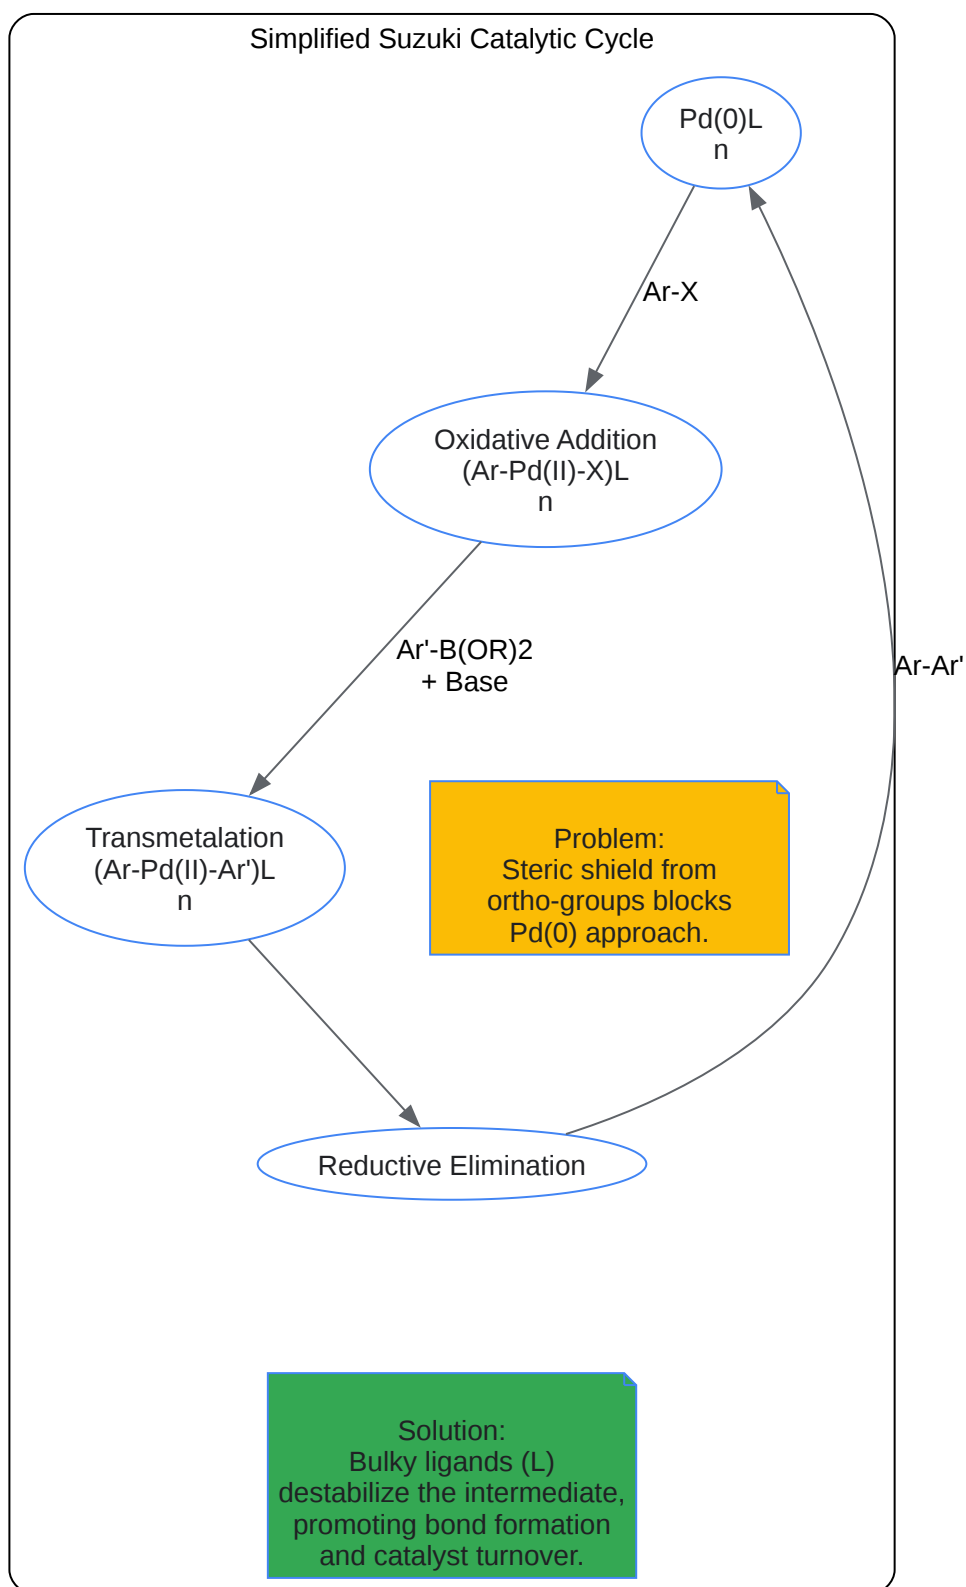 Simplified Suzuki Catalytic Cycle
Pd(0)L
n
Ar-X
Oxidative Addition
(Ar-Pd(II)-X)L
n
Ar'-B(OR)2
+ Base
Ar-Ar'
Transmetalation
(Ar-Pd(II)-Ar')L
n
Problem:
Steric shield from
ortho-groups blocks
Pd(0) approach.
Reductive Elimination
Solution:
Bulky ligands (L)
destabilize the intermediate,
promoting bond formation
and catalyst turnover.